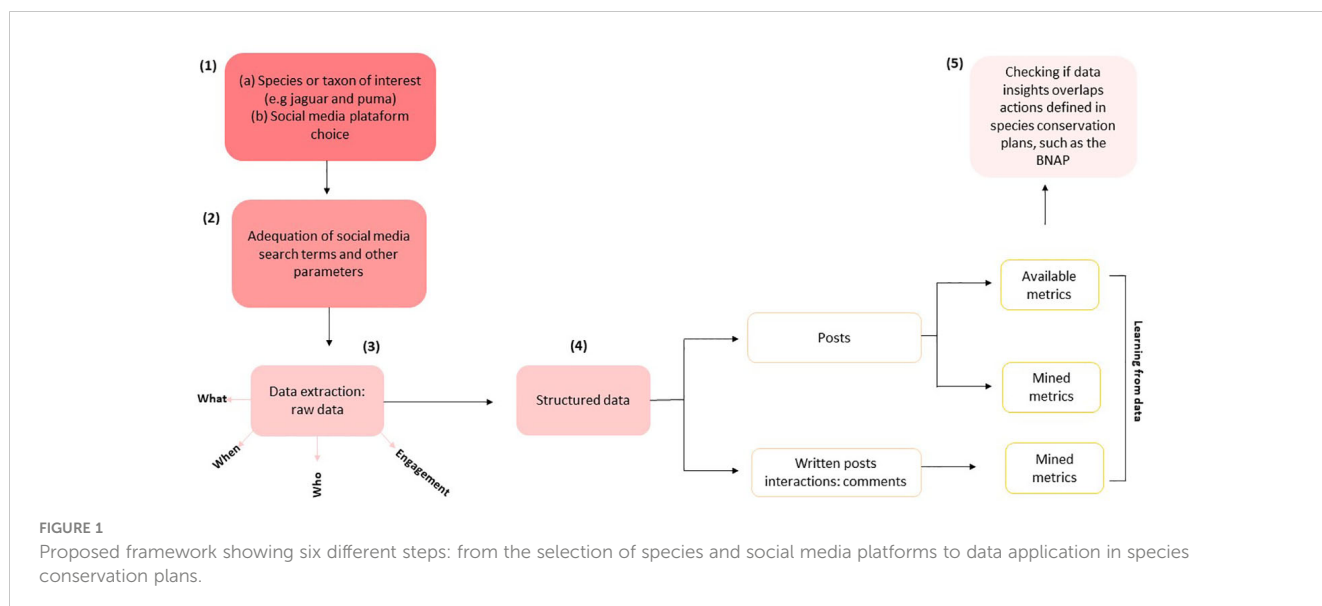 (1)
(a) Species or taxon of interest
(e.g jaguar and puma)
(b) Social media plataform
choice
(2)
Adequation of social media
search terms and other
parameters
(3)
Data extraction:
raw data
What
When
Who
Engagement
(4)
Structured data
Posts
Written posts
interactions: comments
Available
metrics
Mined
metrics
Mined
metrics
Learning from data
(5)
Checking if data
insights overlaps
actions defined in
species conservation
plans, such as the
BNAP
FIGURE 1
Proposed framework showing six different steps: from the selection of species and social media platforms to data application in species
conservation plans.